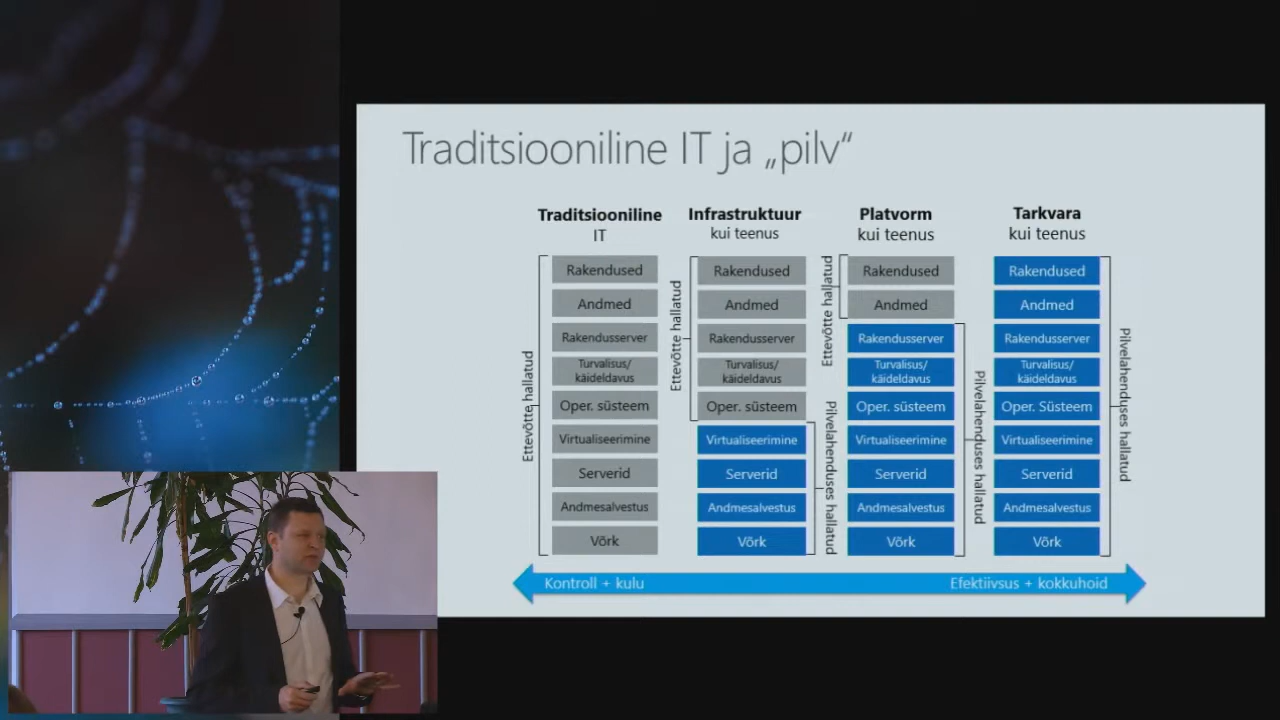 Traditsiooniline IT ja „pilv“
Traditsiooniline
IT
Ettevõtte hallatud
Rakendused
Andmed
Rakendusserver
Turvalisus/
käideldavus
Oper. süsteem
Virtualiseerimine
Serverid
Andmesalvestus
Võrk
Infrastruktuur
kui teenus
Ettevõtte hallatud
Rakendused
Andmed
Rakendusserver
Turvalisus/
käideldavus
Oper. süsteem
Virtualiseerimine
Serverid
Andmesalvestus
Võrk
Pilvelahenduses hallatud
Platvorm
kui teenus
Ettevõtte hallatud
Rakendused
Andmed
Rakendusserver
Turvalisus/
käideldavus
Oper. süsteem
Virtualiseerimine
Serverid
Andmesalvestus
Võrk
Pilvelahenduses hallatud
Tarkvara
kui teenus
Rakendused
Andmed
Rakendusserver
Turvalisus/
käideldavus
Oper. Süsteem
Virtualiseerimine
Serverid
Andmesalvestus
Võrk
Pilvelahenduses hallatud
Kontroll + kulu
Efektiivsus + kokkuhoid